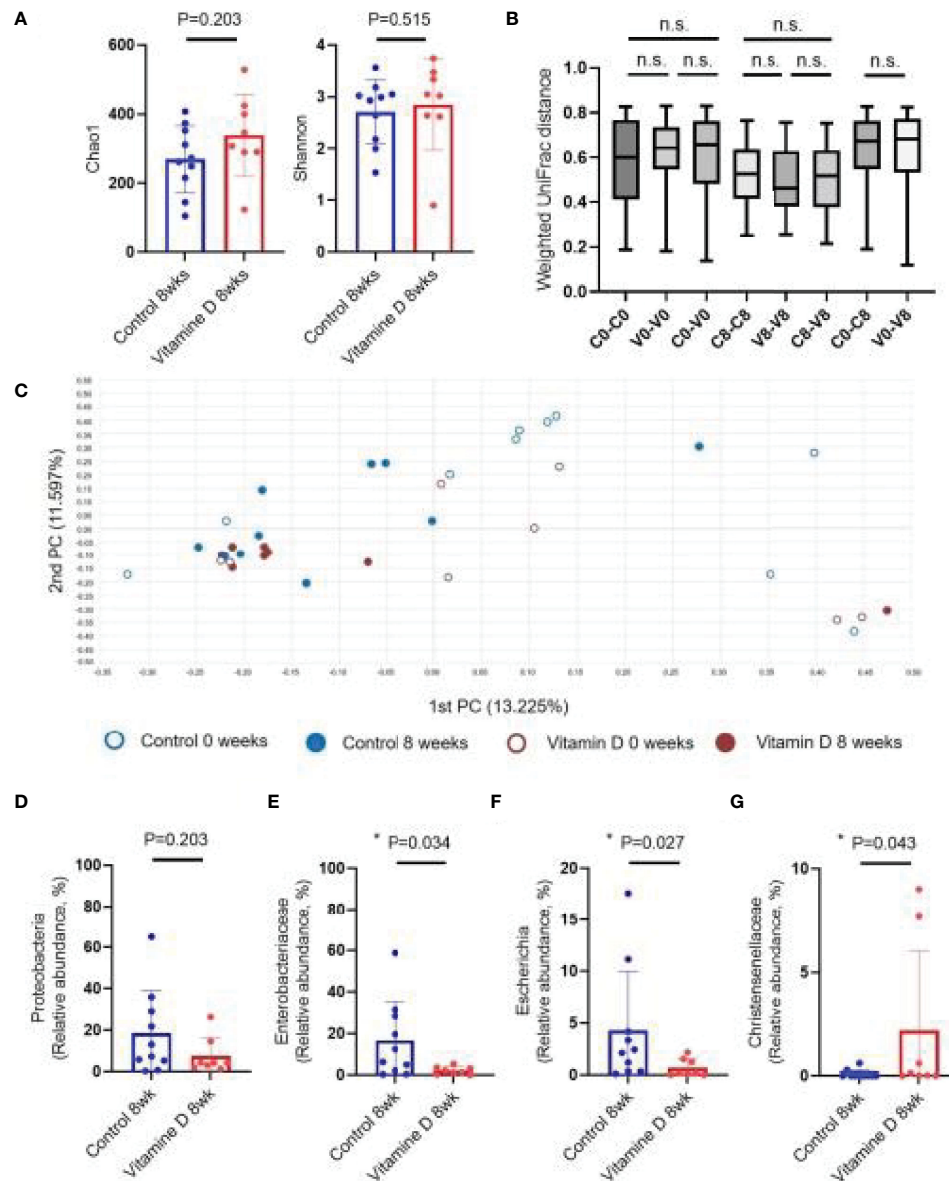 A
P=0.203
P=0.515
Chao1
600
400
200
0
Control 8wks
Vitamine D 8wks
Shannon
4
3
2
1
0
Control 8wks
Vitamine D 8wks
B
n.s.
n.s.
n.s.
n.s.
n.s.
n.s.
n.s.
Weighted UniFrac distance
1.0
0.8
0.6
0.4
0.2
0.0
C0-C0
V0-V0
C0-V0
C8-C8
V8-V8
C8-V8
C0-C8
V0-V8
C
2nd PC (11.597%)
1st PC (13.225%)
Control 0 weeks
Control 8 weeks
Vitamin D 0 weeks
Vitamin D 8 weeks
D
P=0.203
Proteobacteria
(Relative abundance, %)
100
80
60
40
20
0
Control 8wk
Vitamine D 8wk
E
* P=0.034
Enterobacteriaceae
(Relative abundance, %)
100
80
60
40
20
0
Control 8wk
Vitamine D 8wk
F
* P=0.027
Escherichia
(Relative abundance, %)
20
15
10
5
0
Control 8wk
Vitamine D 8wk
G
* P=0.043
Christensenellaceae
(Relative abundance, %)
10
5
0
Control 8wk
Vitamine D 8wk